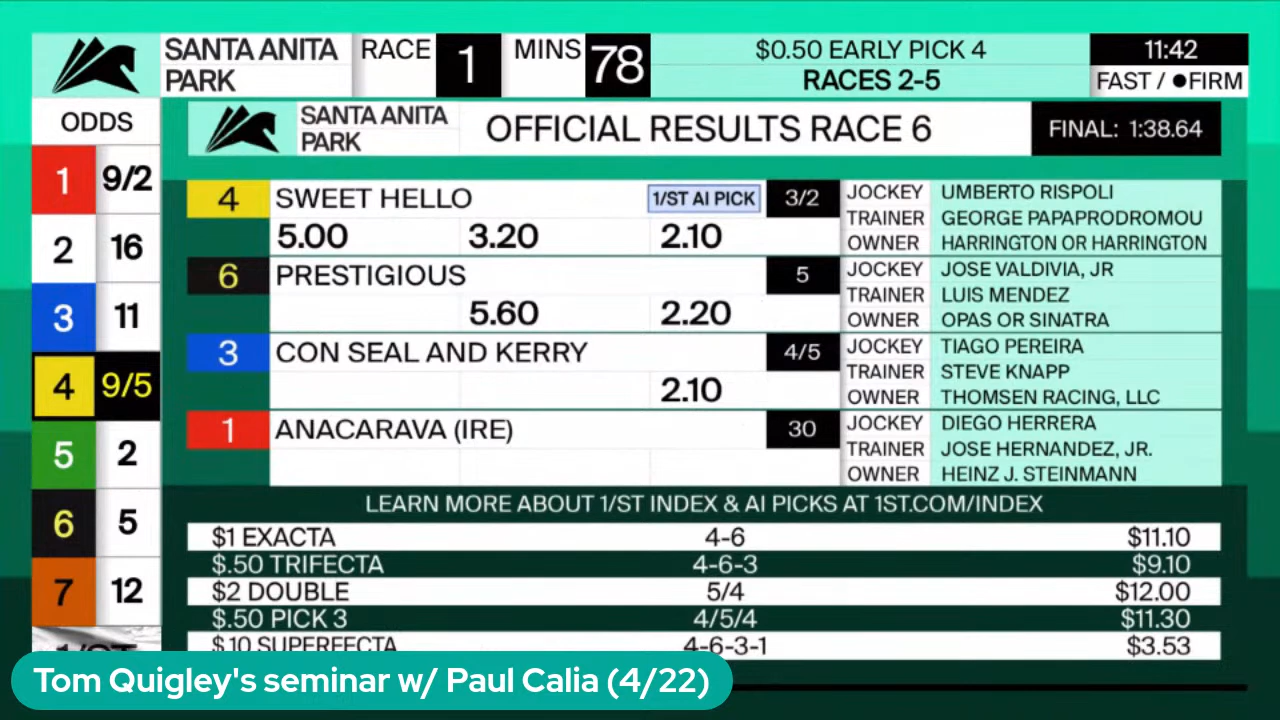 SANTA ANITA PARK
RACE 1
MINS 78
$0.50 EARLY PICK 4
RACES 2-5
11:42
FAST / ●FIRM
ODDS
1 9/2
2 16
3 11
4 9/5
5 2
6 5
7 12
SANTA ANITA PARK
OFFICIAL RESULTS RACE 6
FINAL: 1:38.64
4 SWEET HELLO 1/ST AI PICK 3/2
5.00 3.20 2.10
JOCKEY UMBERTO RISPOLI
TRAINER GEORGE PAPAPRODROMOU
OWNER HARRINGTON OR HARRINGTON
6 PRESTIGIOUS 5
5.60 2.20
JOCKEY JOSE VALDIVIA, JR
TRAINER LUIS MENDEZ
OWNER OPAS OR SINATRA
3 CON SEAL AND KERRY 4/5
2.10
JOCKEY TIAGO PEREIRA
TRAINER STEVE KNAPP
OWNER THOMSEN RACING, LLC
1 ANACARAVA (IRE) 30
JOCKEY DIEGO HERRERA
TRAINER JOSE HERNANDEZ, JR.
OWNER HEINZ J. STEINMANN
LEARN MORE ABOUT 1/ST INDEX & AI PICKS AT 1ST.COM/INDEX
$1 EXACTA 4-6 $11.10
$.50 TRIFECTA 4-6-3 $9.10
$2 DOUBLE 5/4 $12.00
$.50 PICK 3 4/5/4 $11.30
$.10 SUPERFECTA 4-6-3-1 $3.53
1/ST
Tom Quigley's seminar w/ Paul Calia (4/22)